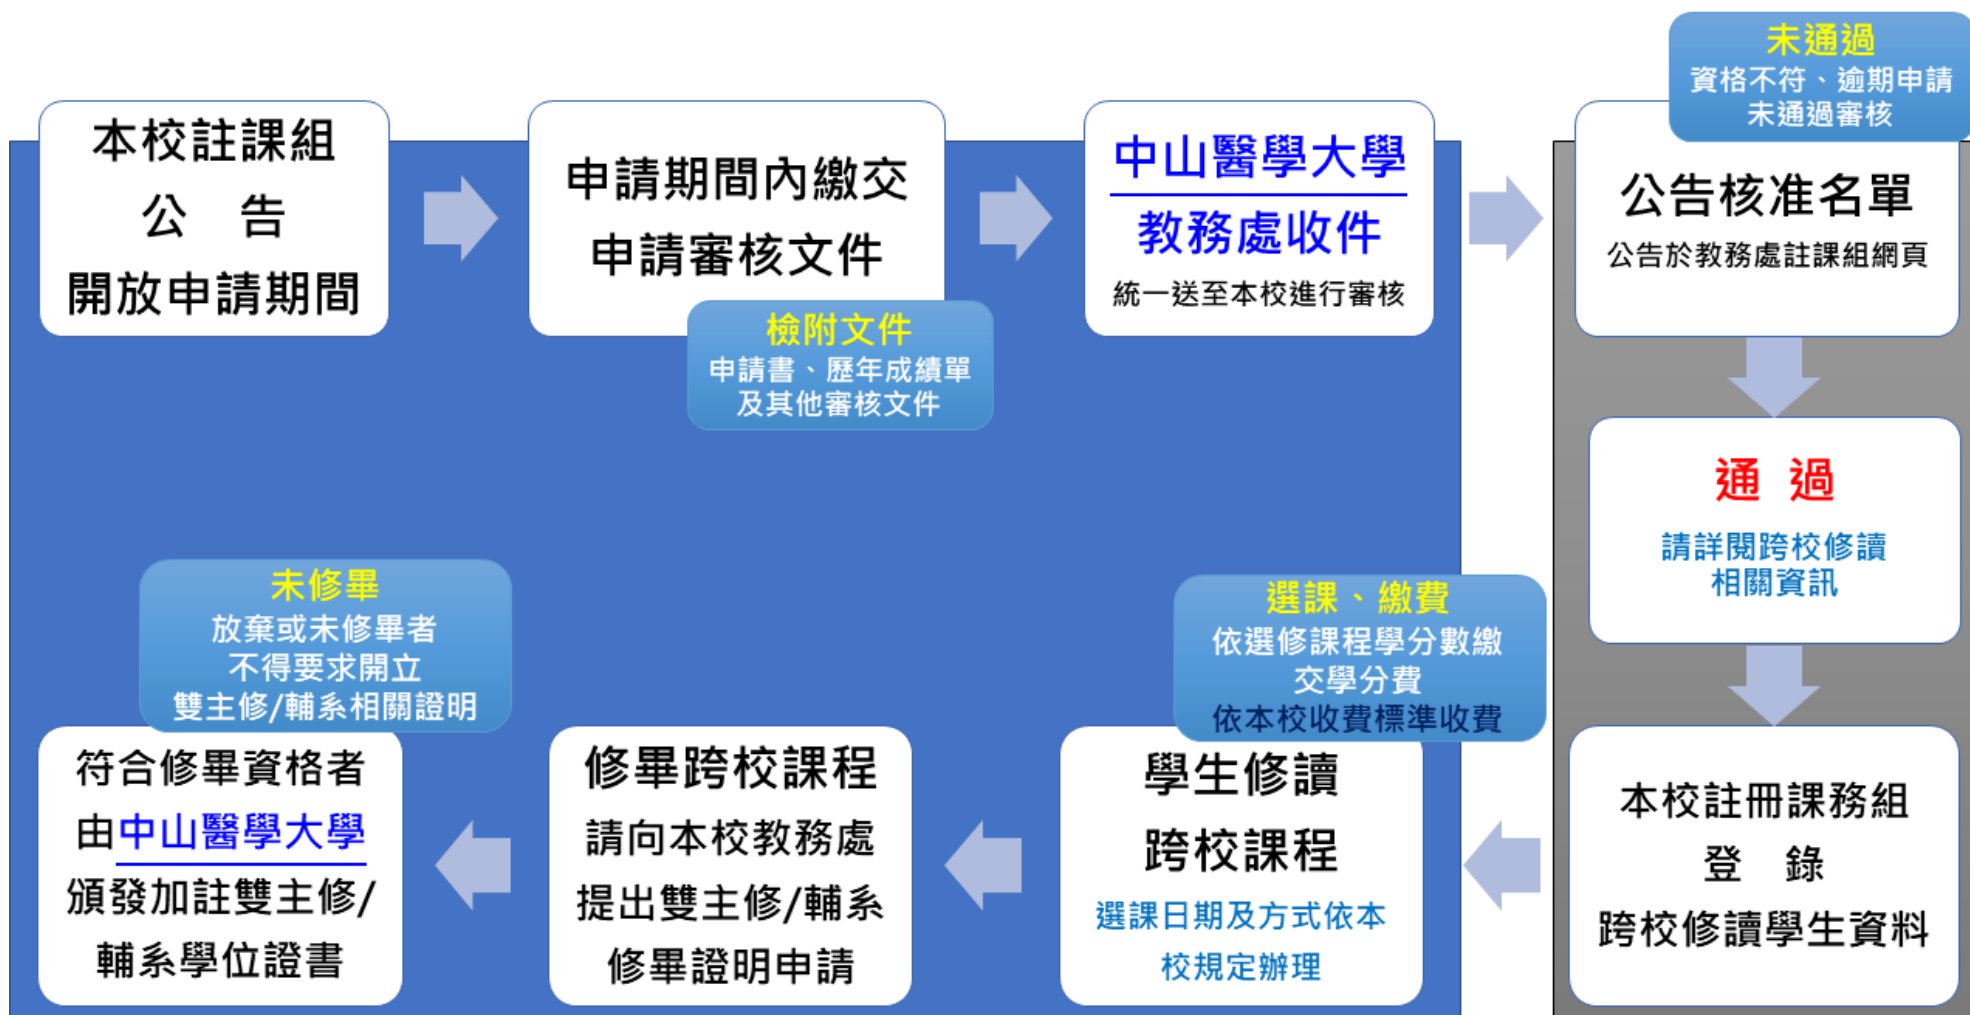 本校註課組
公　告
開放申請期間
申請期間內繳交
申請審核文件
檢附文件
申請書、歷年成績單
及其他審核文件
中山醫學大學
教務處收件
統一送至本校進行審核
未通過
資格不符、逾期申請
未通過審核
公告核准名單
公告於教務處註課組網頁
通 過
請詳閱跨校修讀
相關資訊
本校註冊課務組
登　錄
跨校修讀學生資料
選課、繳費
依選修課程學分數繳
交學分費
依本校收費標準收費
學生修讀
跨校課程
選課日期及方式依本
校規定辦理
修畢跨校課程
請向本校教務處
提出雙主修/輔系
修畢證明申請
未修畢
放棄或未修畢者
不得要求開立
雙主修/輔系相關證明
符合修畢資格者
由中山醫學大學
頒發加註雙主修/
輔系學位證書